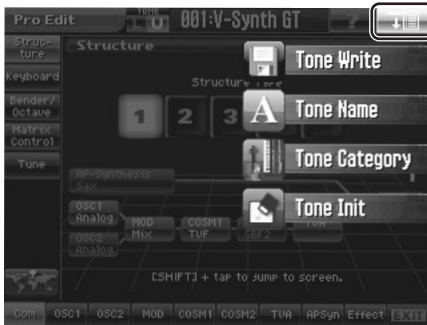 Pro Edit TONE I U 001:V-Synth GT ?
Struc-
ture
Structure
Tone Write
Keyboard
Structure Type
Bender/
Octave
1 2 3
A Tone Name
Matrix
Control
Tune
Tone Category
AP-Synthesis
Sax
Tone Init
OSC1
Analog
MOD
Mix
COSM1
TVF
SBF2
TVA
OSC2
Analog
[SHIFT] + tap to jump to screen.
Com OSC1 OSC2 MOD COSM1 COSM2 TVA APSyn Effect EXIT